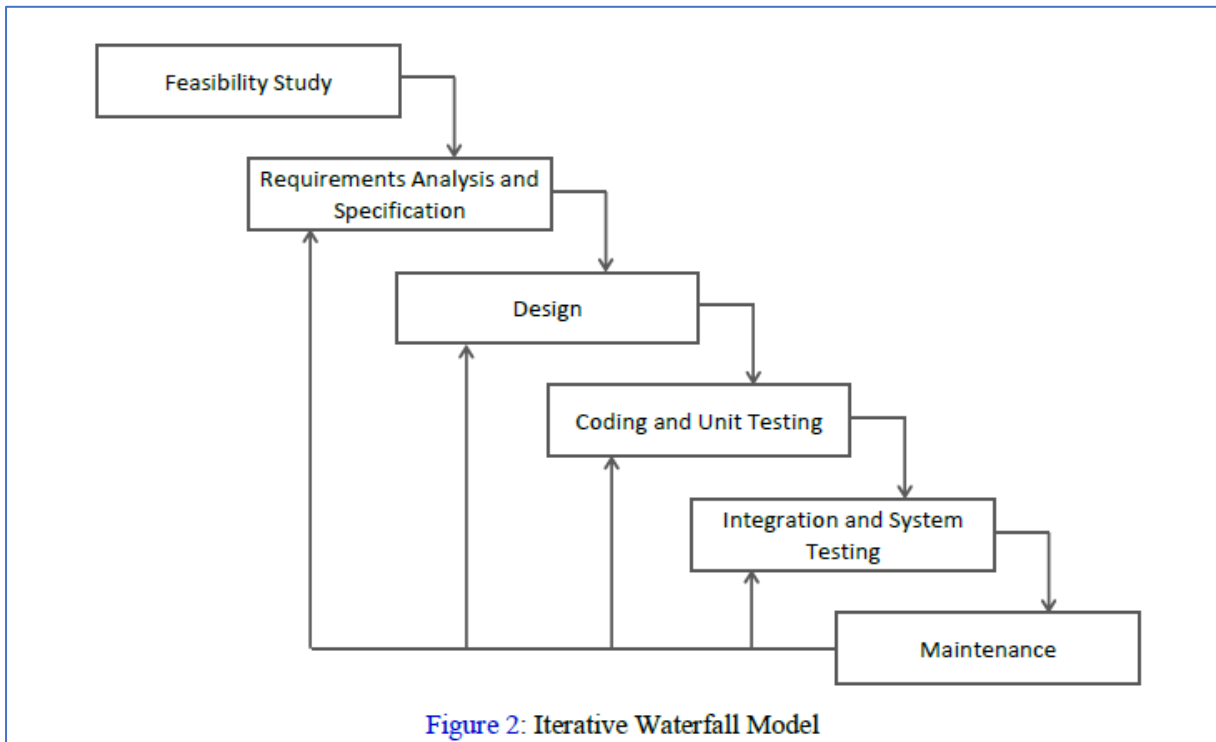 Feasibility Study
Requirements Analysis and
Specification
Design
Coding and Unit Testing
Integration and System
Testing
Maintenance
Figure 2: Iterative Waterfall Model